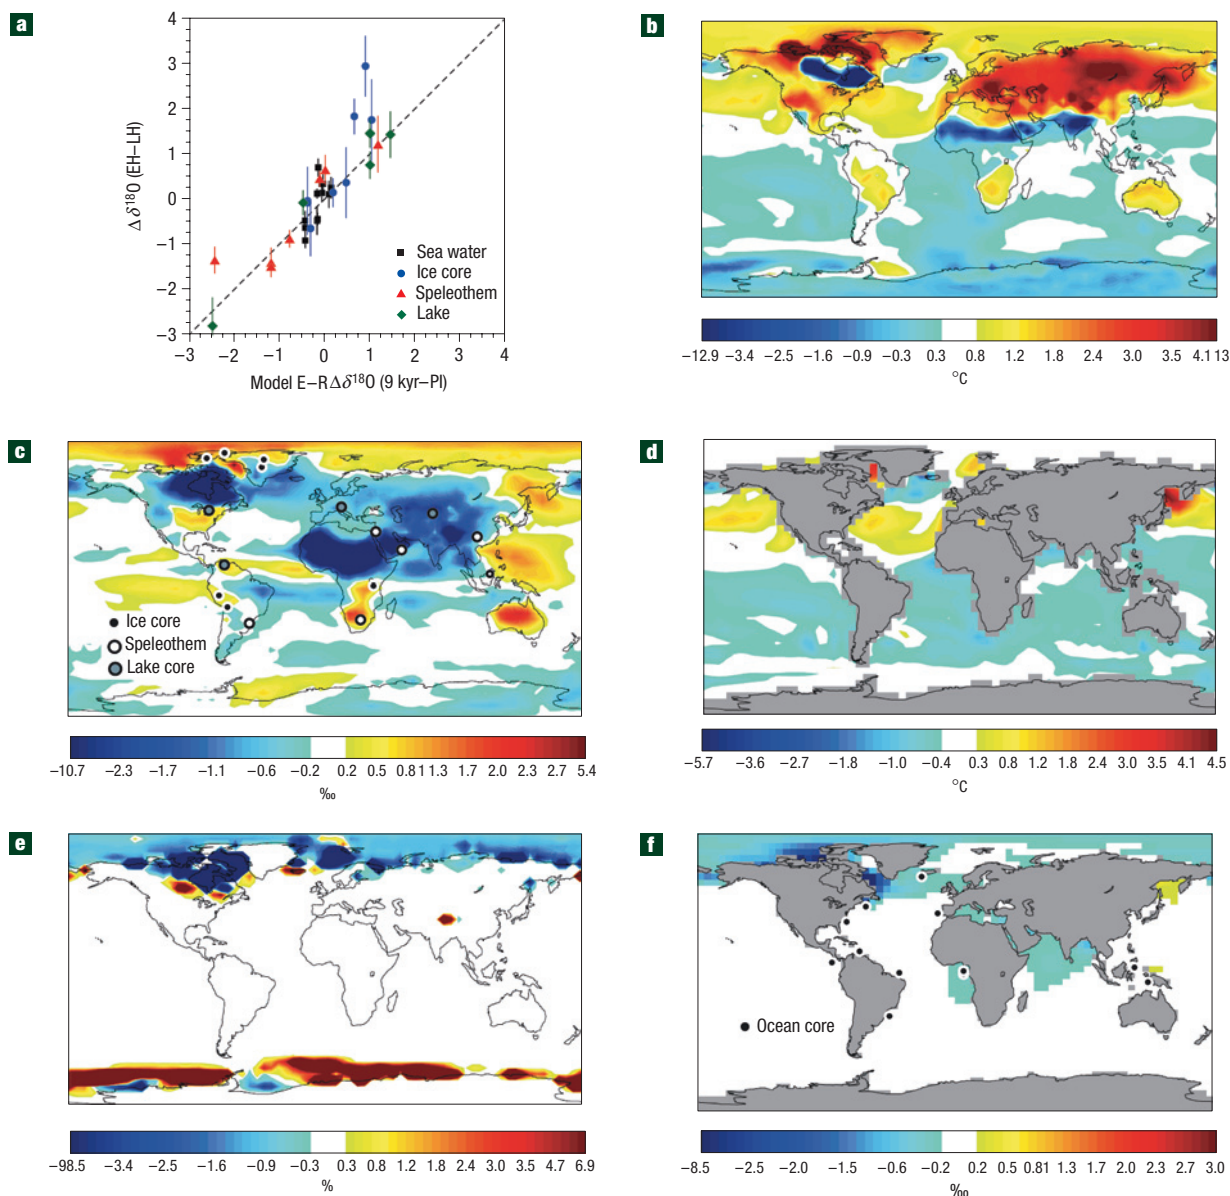 a
4
3
2
1
0
−1
−2
−3
Δδ¹⁸O (EH–LH)
Sea water
Ice core
Speleothem
Lake
−3 −2 −1 0 1 2 3 4
Model E–R Δδ¹⁸O (9 kyr–PI)
b
−12.9 −3.4 −2.5 −1.6 −0.9 −0.3 0.3 0.8 1.2 1.8 2.4 3.0 3.5 4.1 13
°C
c
Ice core
Speleothem
Lake core
−10.7 −2.3 −1.7 −1.1 −0.6 −0.2 0.2 0.5 0.81 1.3 1.7 2.0 2.2 2.7 5.4
‰
d
−5.7 −3.6 −2.7 −1.8 −1.0 −0.4 0.3 0.3 0.8 1.2 1.8 2.4 3.0 3.5 4.1 4.5
°C
e
−98.5 −3.4 −2.5 −1.6 −0.9 −0.3 0.3 0.8 1.2 1.8 2.4 3.0 3.5 4.7 6.9
%
f
Ocean core
−8.5 −2.5 −2.0 −1.5 −0.6 −0.2 0.2 0.5 0.81 1.3 1.7 2.0 2.3 2.7 3.0
‰